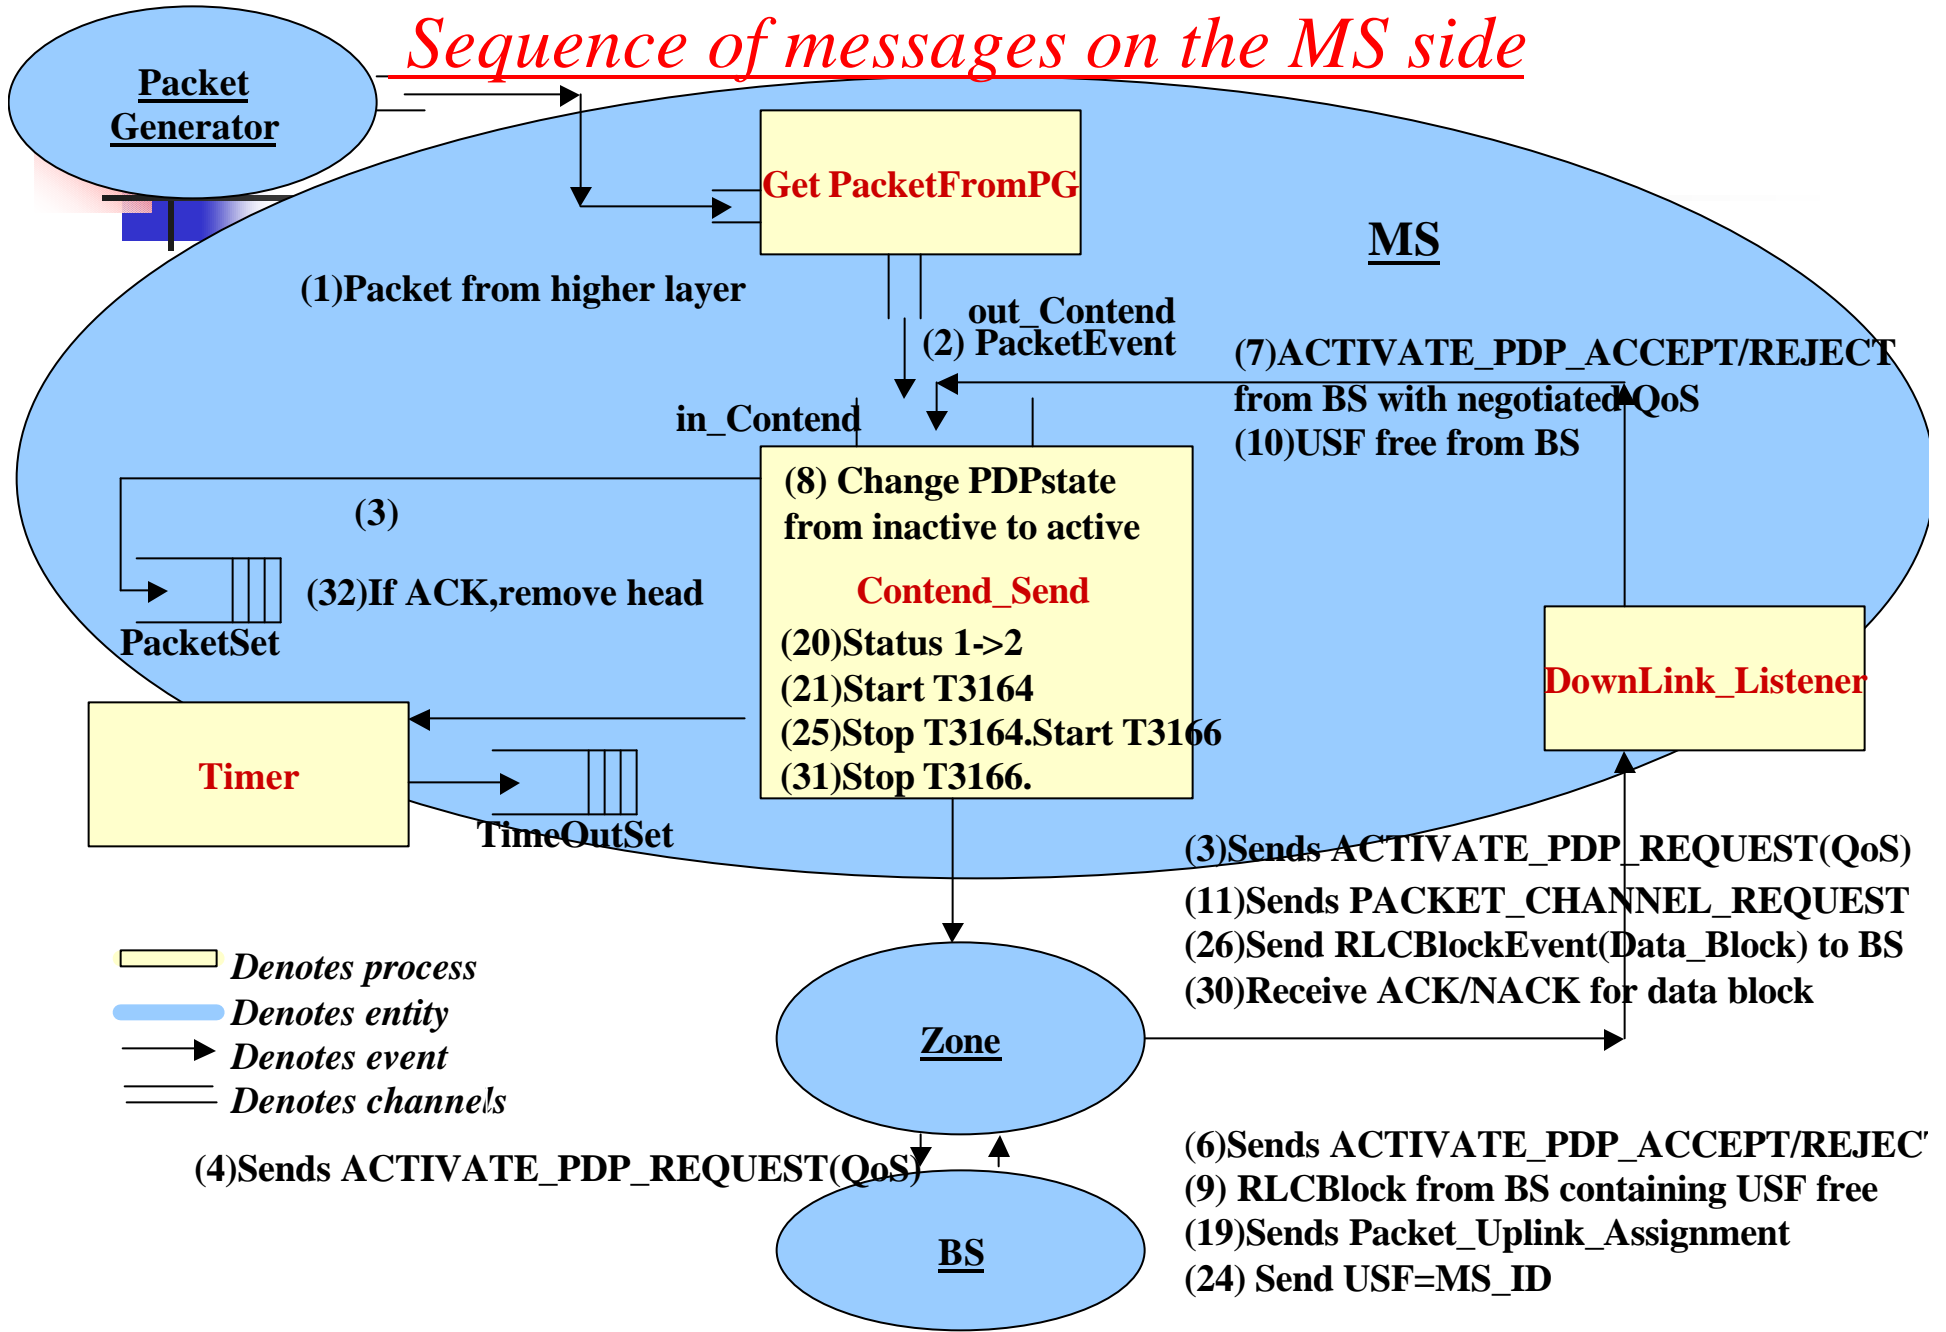 Sequence of messages on the MS side
Packet
Generator
Get PacketFromPG
MS
(1)Packet from higher layer
out_Contend
(2) PacketEvent
(7)ACTIVATE_PDP_ACCEPT/REJECT
from BS with negotiated QoS
(10)USF free from BS
in_Contend
(8) Change PDPstate
from inactive to active
(3)
Contend_Send
(32)If ACK,remove head
PacketSet
(20)Status 1->2
(21)Start T3164
(25)Stop T3164.Start T3166
(31)Stop T3166.
DownLink_Listener
Timer
TimeOutSet
(3)Sends ACTIVATE_PDP_REQUEST(QoS)
(11)Sends PACKET_CHANNEL_REQUEST
(26)Send RLCBlockEvent(Data_Block) to BS
(30)Receive ACK/NACK for data block
Denotes process
Denotes entity
Denotes event
Denotes channels
Zone
(4)Sends ACTIVATE_PDP_REQUEST(QoS)
BS
(6)Sends ACTIVATE_PDP_ACCEPT/REJECT
(9) RLCBlock from BS containing USF free
(19)Sends Packet_Uplink_Assignment
(24) Send USF=MS_ID